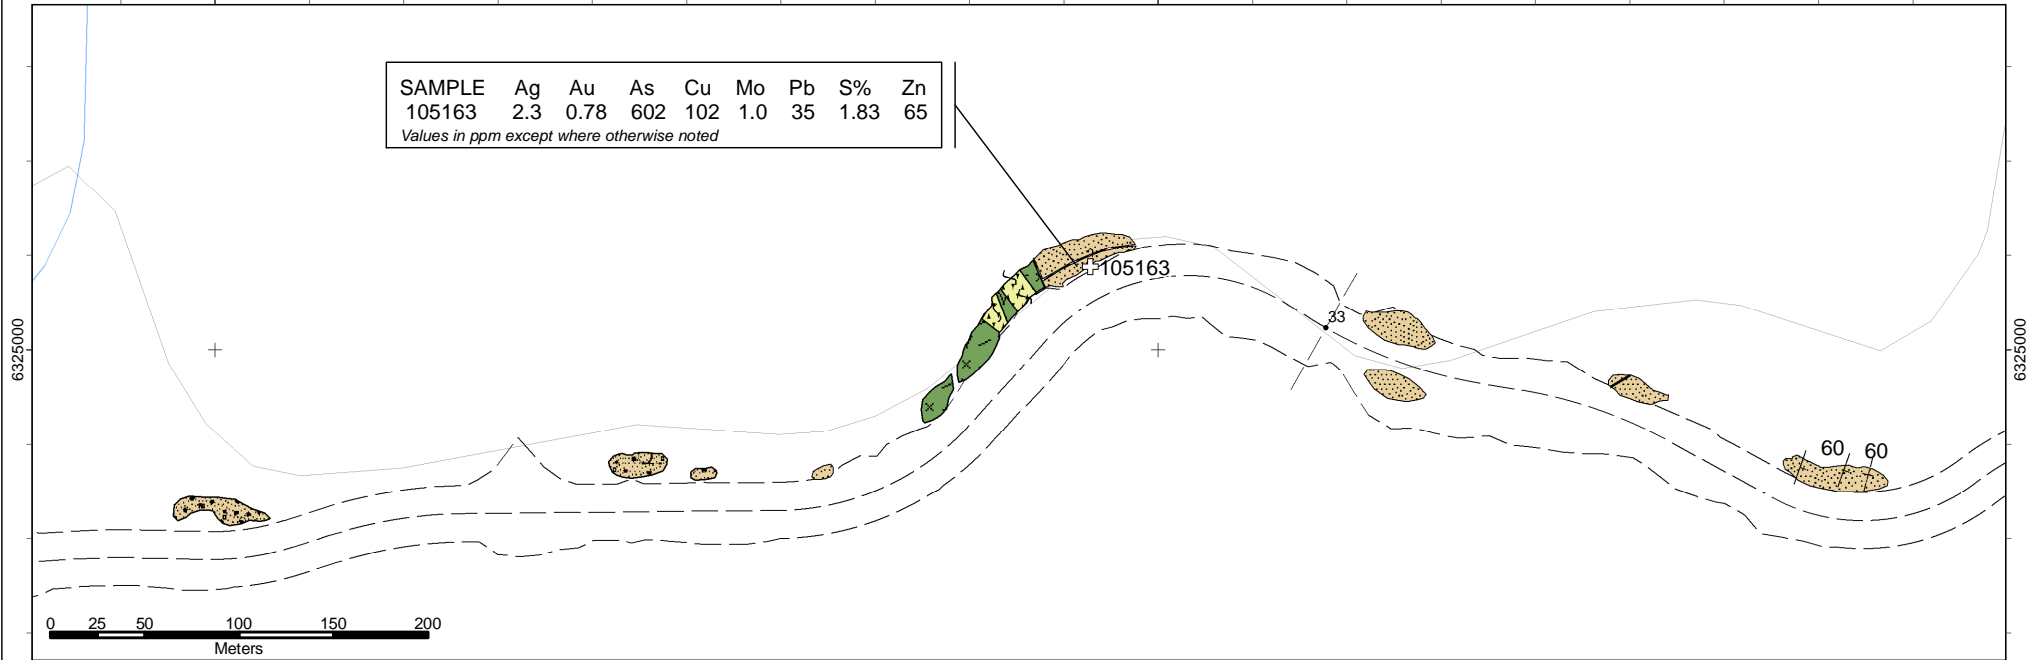 SAMPLE Ag Au As Cu Mo Pb S% Zn
105163 2.3 0.78 602 102 1.0 35 1.83 65
Values in ppm except where otherwise noted
105163
33
6325000
6325000
60 60
0 25 50 100 150 200
Meters